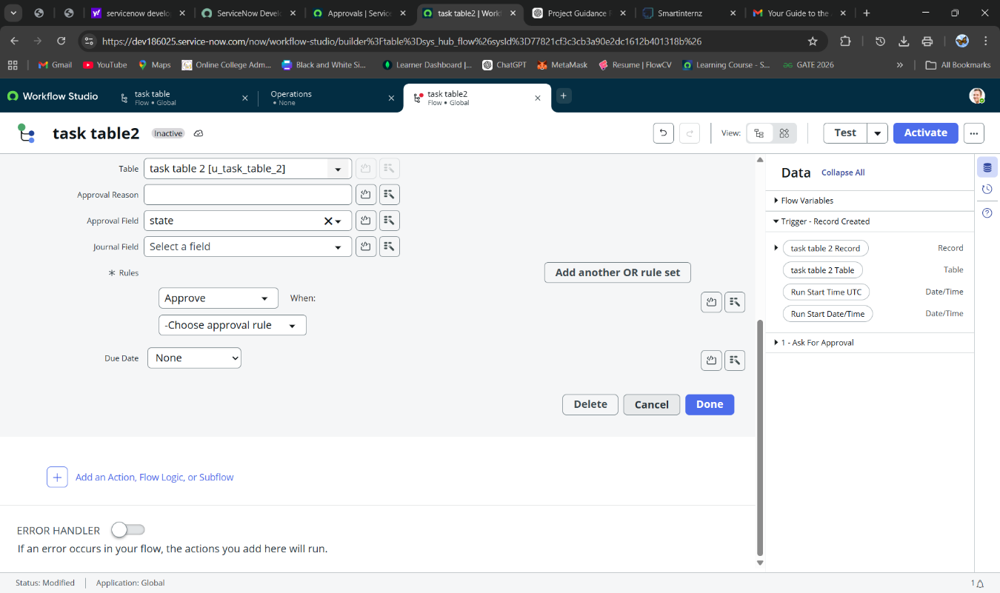 servicenow develo
ServiceNow Devel
Approvals | Service
task table2 | Work
Project Guidance R
Smartinternz
Your Guide to the
https://dev186025.service-now.com/now/workflow-studio/builder%3Ftable%3Dsys_hub_flow%26sysId%3D77821cf3c3cb3a90e2dc1612b401318b%26
Gmail
YouTube
Maps
Online College Adm...
Black and White Si...
Learner Dashboard |...
ChatGPT
MetaMask
Resume | FlowCV
Learning Course - S...
GATE 2026
»
All Bookmarks
Workflow Studio
task table
Flow • Global
Operations
• None
task table2
Flow • Global
task table2
Inactive
View:
Test
Activate
Table
task table 2 [u_task_table_2]
Approval Reason
Approval Field
state
Journal Field
Select a field
* Rules
Add another OR rule set
Approve
When:
-Choose approval rule
Due Date
None
Delete
Cancel
Done
Add an Action, Flow Logic, or Subflow
ERROR HANDLER
If an error occurs in your flow, the actions you add here will run.
Data
Collapse All
Flow Variables
Trigger - Record Created
task table 2 Record
Record
task table 2 Table
Table
Run Start Time UTC
Date/Time
Run Start Date/Time
Date/Time
1 - Ask For Approval
Status: Modified
Application: Global
1